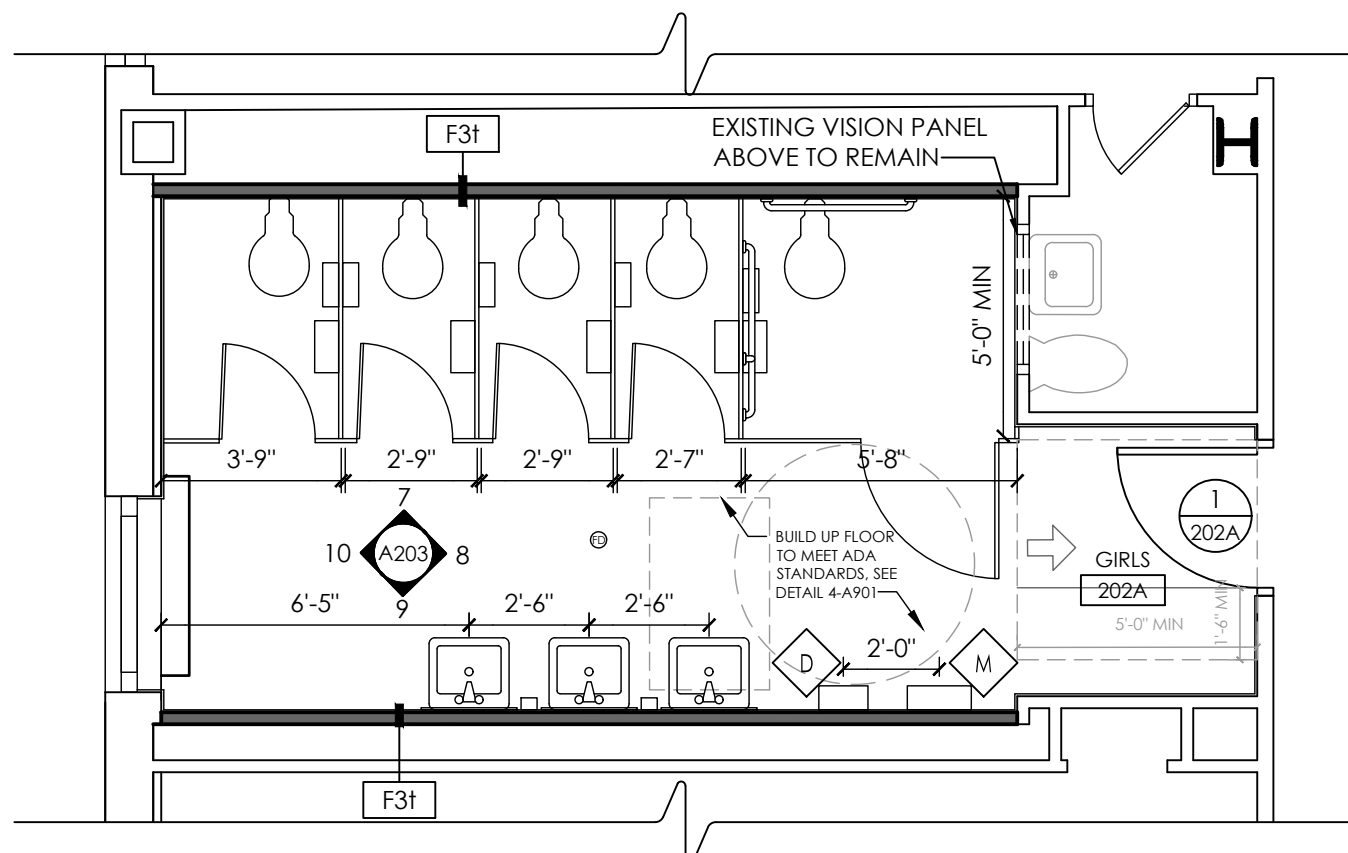 F3t
EXISTING VISION PANEL
ABOVE TO REMAIN
5'-0" MIN
3'-9"
2'-9"
2'-9"
2'-7"
5'-8"
7
10
A203
8
9
FD
BUILD UP FLOOR
TO MEET ADA
STANDARDS, SEE
DETAIL 4-A901
1
202A
GIRLS
202A
6'-5"
2'-6"
2'-6"
2'-0"
5'-0" MIN
1'-6" MIN
D
M
F3t